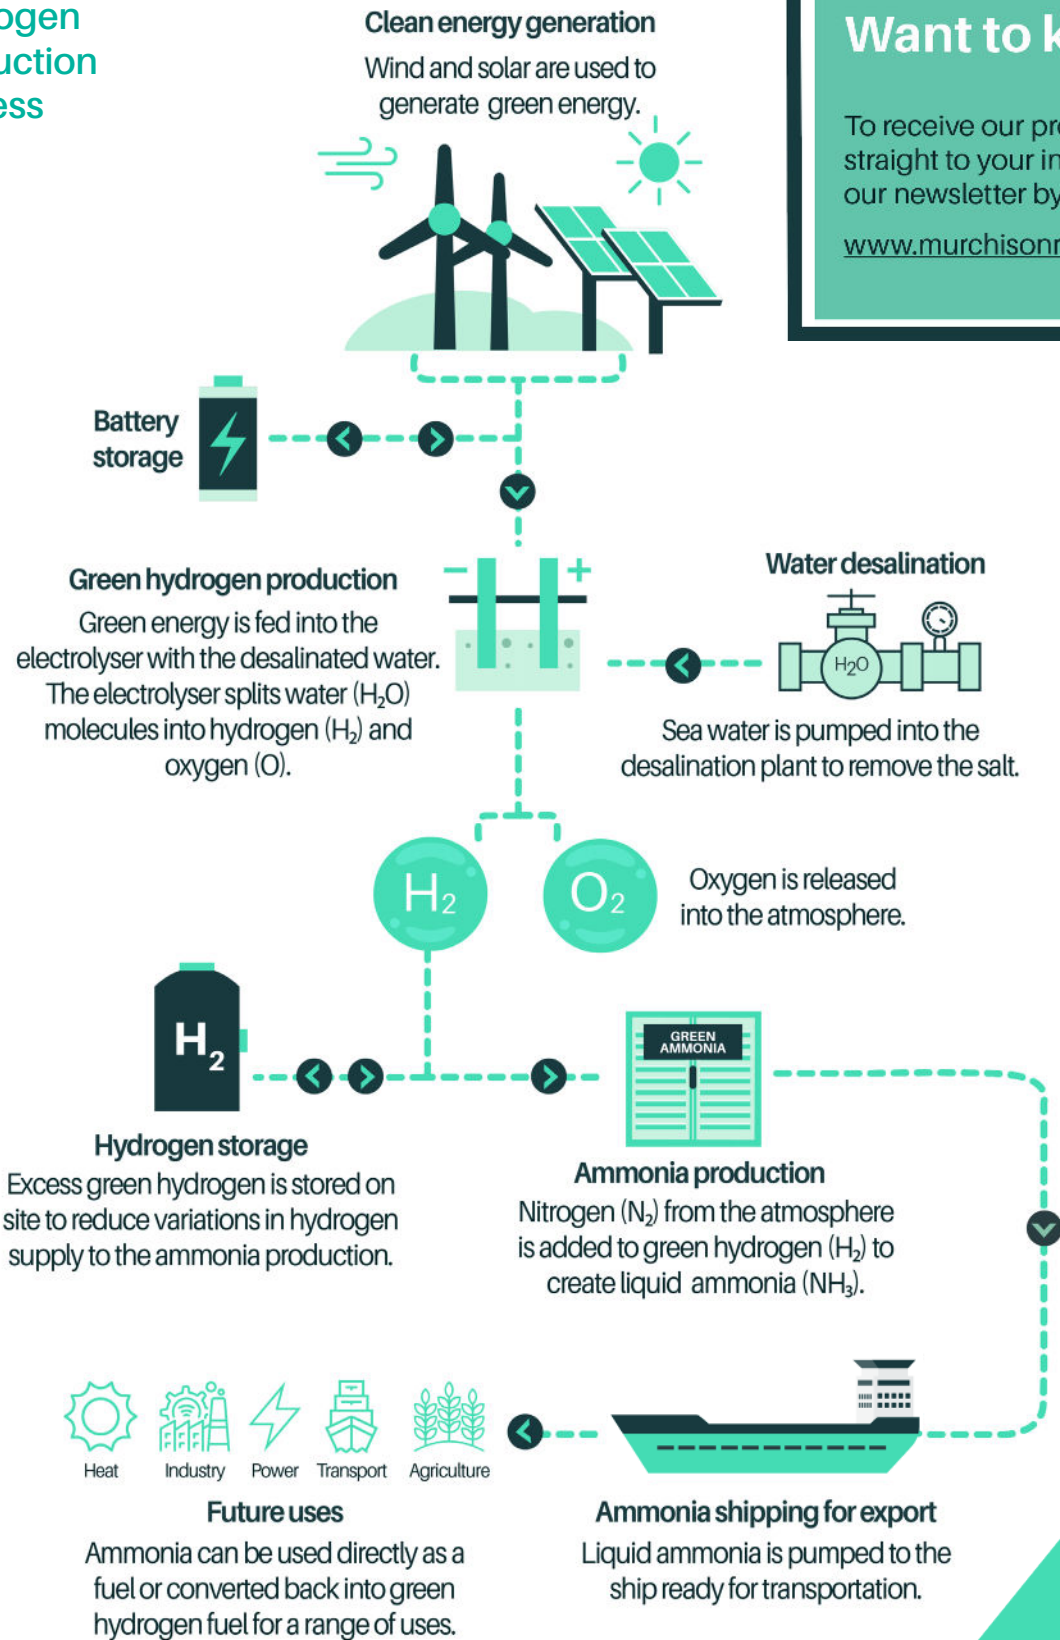 ogen
uction
ess
Clean energy generation
Wind and solar are used to
generate green energy.
Want to k
To receive our pr
straight to your in
our newsletter by
www.murchisonr
Battery
storage
Green hydrogen production
Green energy is fed into the
electrolyser with the desalinated water.
The electrolyser splits water (H₂O)
molecules into hydrogen (H₂) and
oxygen (O).
− +
Water desalination
H2O
Sea water is pumped into the
desalination plant to remove the salt.
H₂
O₂
Oxygen is released
into the atmosphere.
H₂
Hydrogen storage
Excess green hydrogen is stored on
site to reduce variations in hydrogen
supply to the ammonia production.
GREEN
AMMONIA
Ammonia production
Nitrogen (N₂) from the atmosphere
is added to green hydrogen (H₂) to
create liquid ammonia (NH₃).
Heat Industry Power Transport Agriculture
Future uses
Ammonia can be used directly as a
fuel or converted back into green
hydrogen fuel for a range of uses.
Ammonia shipping for export
Liquid ammonia is pumped to the
ship ready for transportation.